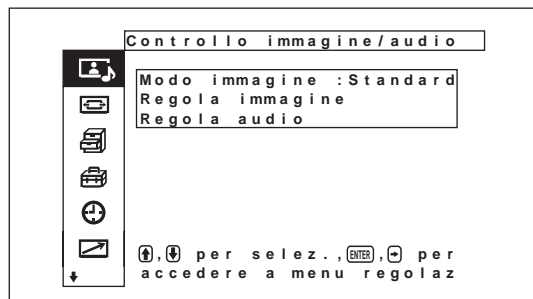 Controllo immagine/audio
Modo immagine :Standard
Regola immagine
Regola audio
, per selez., ENTER, per
accedere a menu regolaz